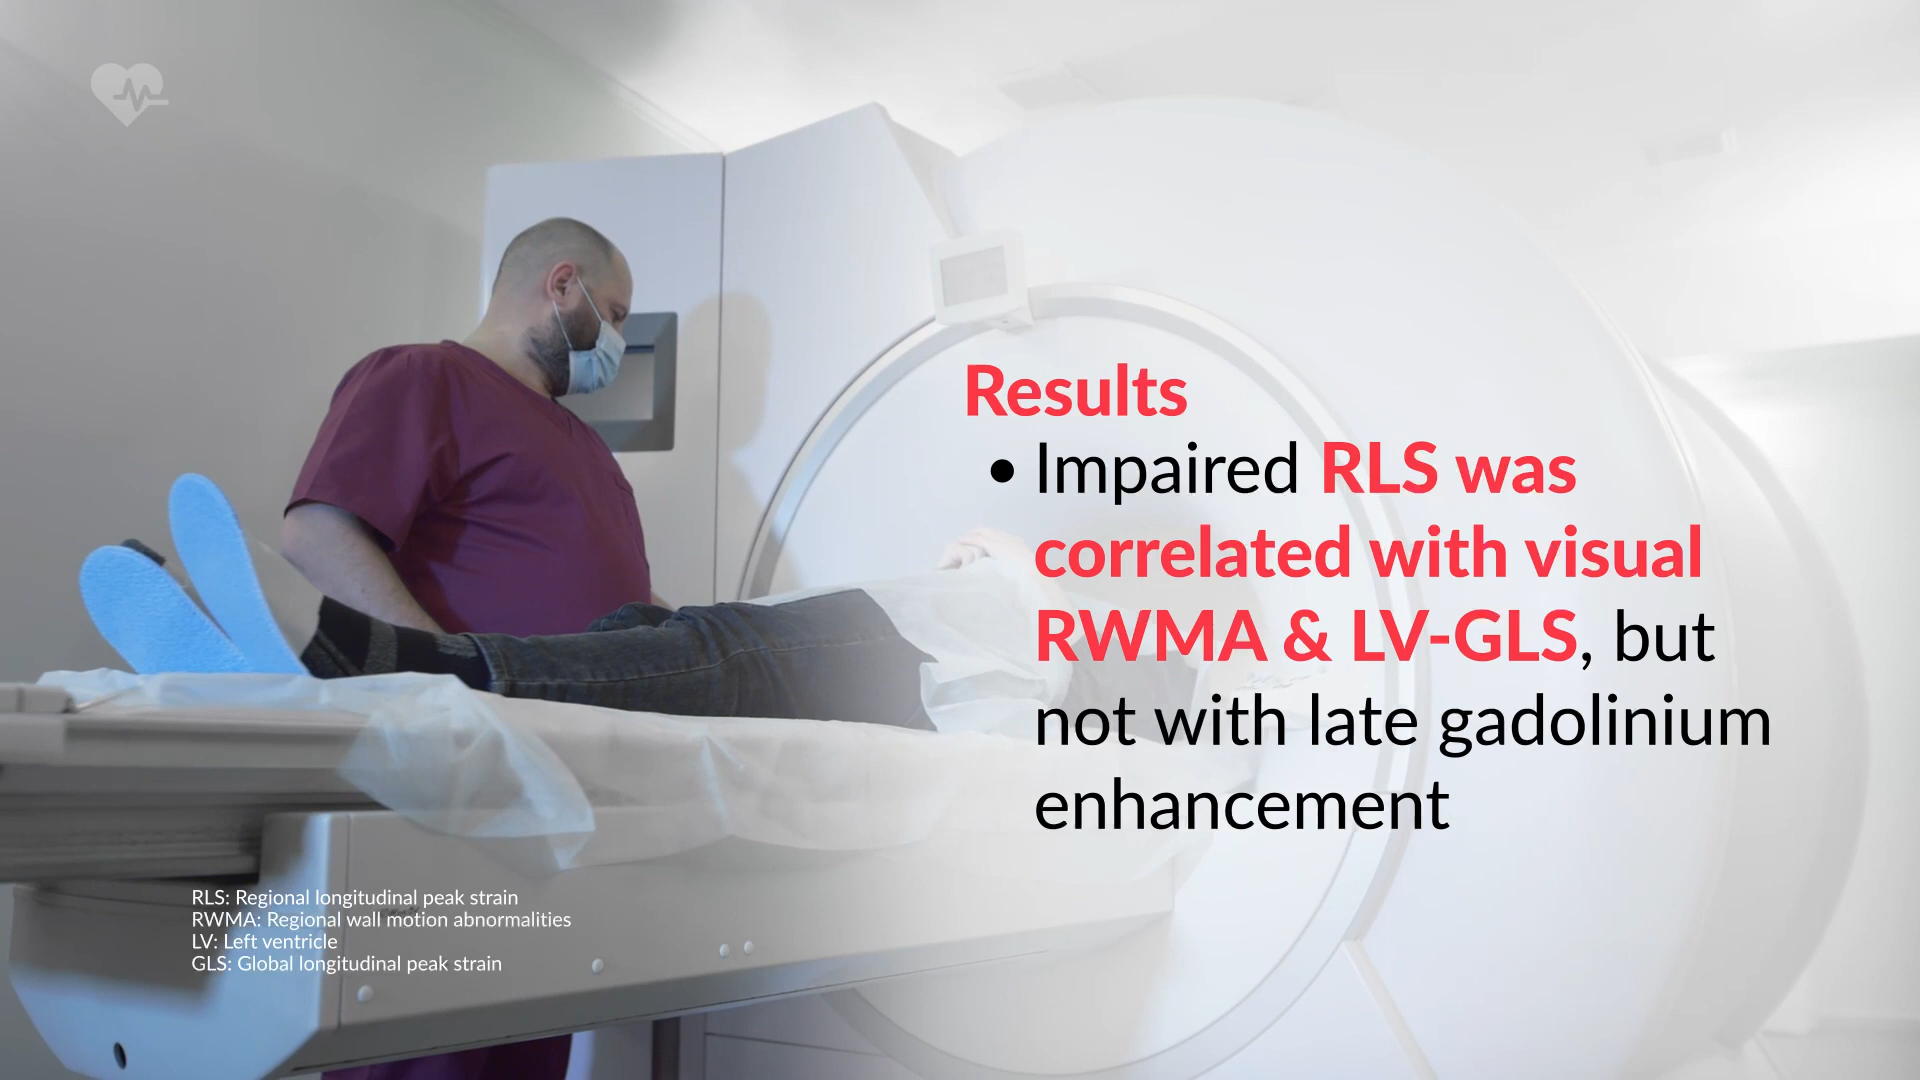 Results
• Impaired RLS was
correlated with visual
RWMA & LV-GLS, but
not with late gadolinium
enhancement
RLS: Regional longitudinal peak strain
RWMA: Regional wall motion abnormalities
LV: Left ventricle
GLS: Global longitudinal peak strain